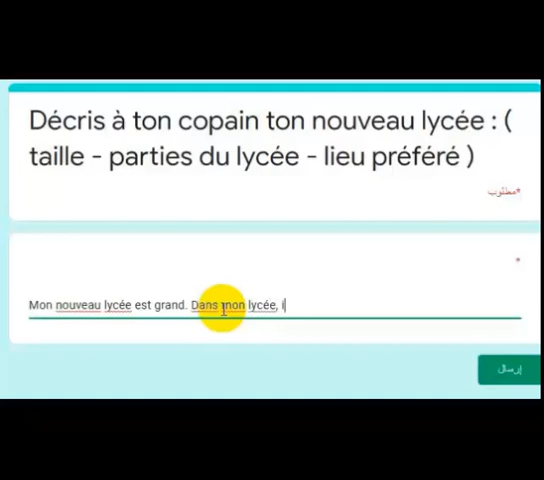 Décris à ton copain ton nouveau lycée : (
taille - parties du lycée - lieu préféré )
*مطلوب
*
Mon nouveau lycée est grand. Dans mon lycée, i
إرسال